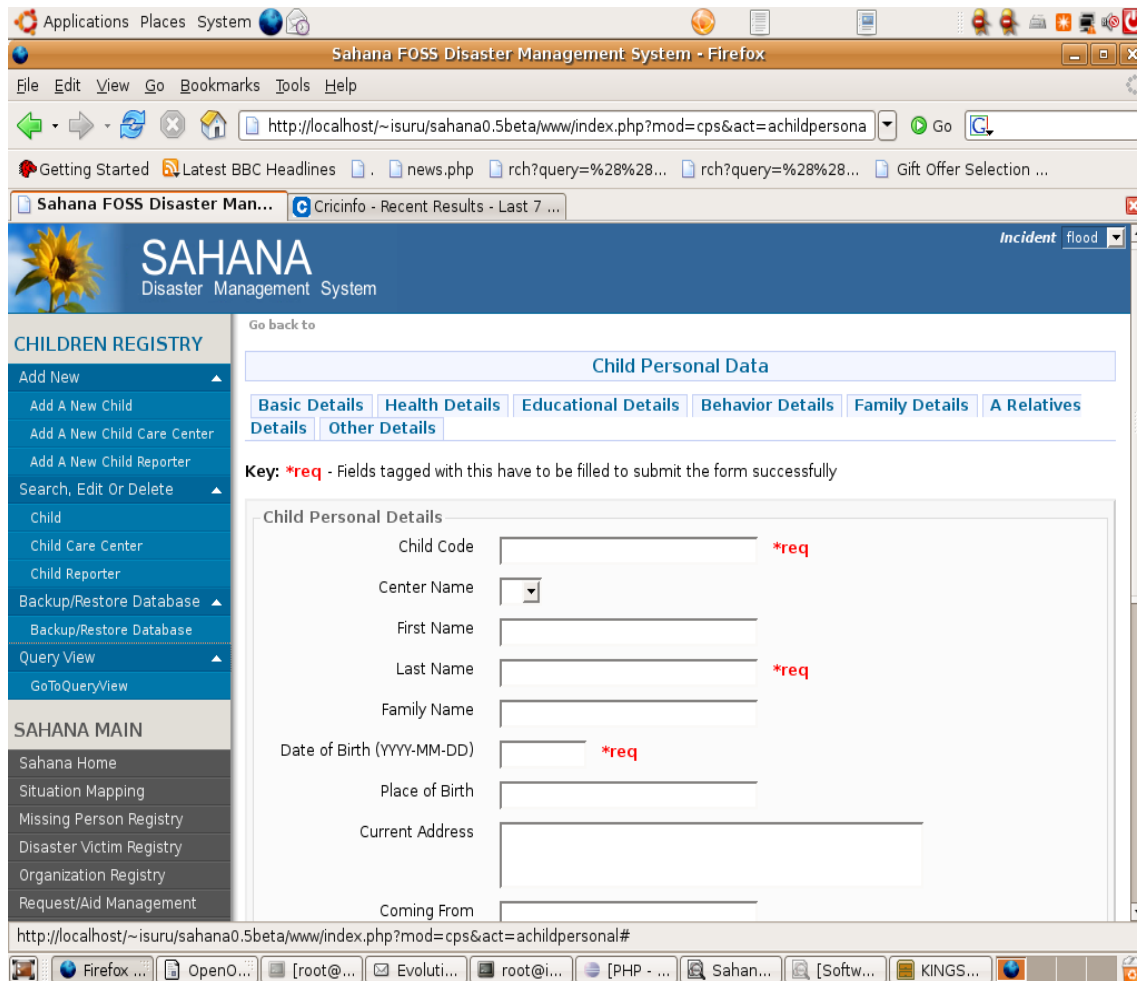 Applications Places System
Sahana FOSS Disaster Management System - Firefox
File Edit View Go Bookmarks Tools Help
http://localhost/~isuru/sahana0.5beta/www/index.php?mod=cps&act=achildpersona Go G
Getting Started Latest BBC Headlines . news.php rch?query=%28%28... rch?query=%28%28... Gift Offer Selection ...
Sahana FOSS Disaster Man... Cricinfo - Recent Results - Last 7 ...
SAHANA
Disaster Management System
Incident flood
CHILDREN REGISTRY
Add New
Add A New Child
Add A New Child Care Center
Add A New Child Reporter
Search, Edit Or Delete
Child
Child Care Center
Child Reporter
Backup/Restore Database
Backup/Restore Database
Query View
GoToQueryView
SAHANA MAIN
Sahana Home
Situation Mapping
Missing Person Registry
Disaster Victim Registry
Organization Registry
Request/Aid Management
Go back to
Child Personal Data
Basic Details Health Details Educational Details Behavior Details Family Details A Relatives
Details Other Details
Key: *req - Fields tagged with this have to be filled to submit the form successfully
Child Personal Details
Child Code *req
Center Name
First Name
Last Name *req
Family Name
Date of Birth (YYYY-MM-DD) *req
Place of Birth
Current Address
Coming From
http://localhost/~isuru/sahana0.5beta/www/index.php?mod=cps&act=achildpersonal#
Firefox ... OpenO... [root@... Evoluti... root@i... [PHP - ... Sahan... [Softw... KINGS...